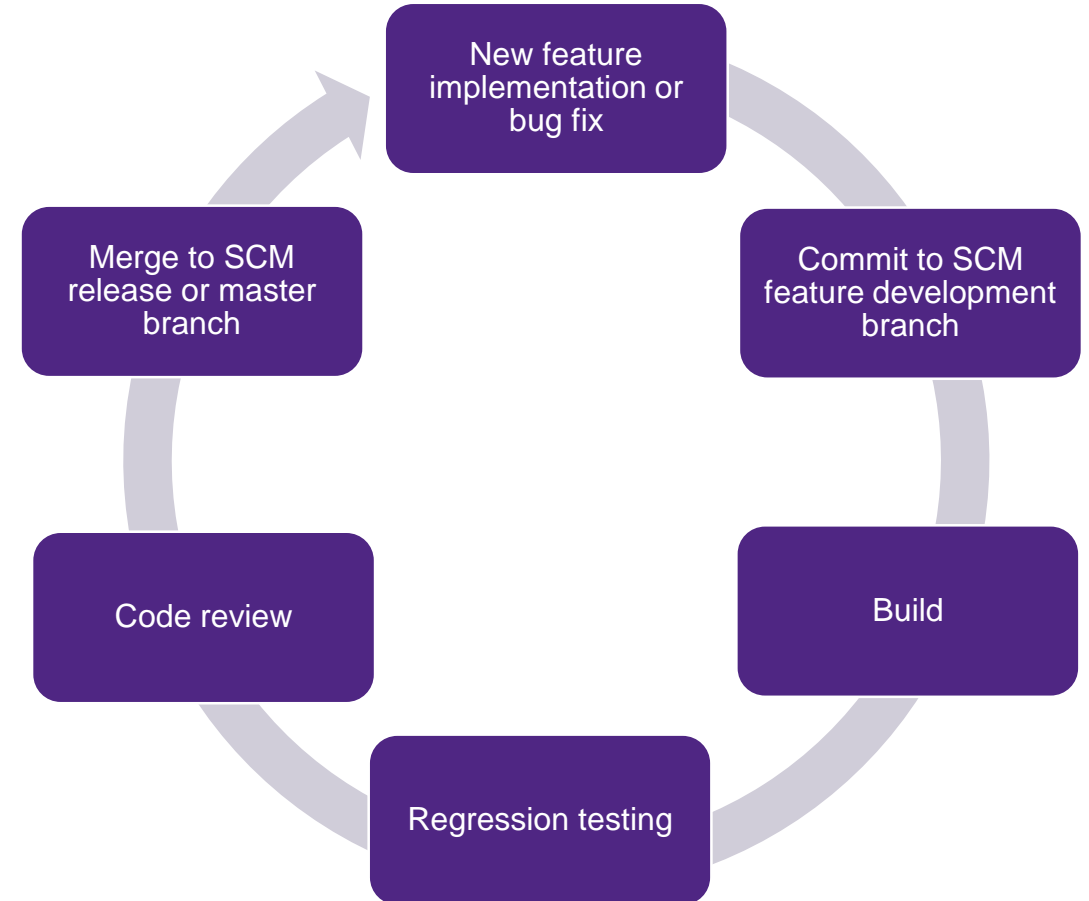 New feature
implementation or
bug fix
Commit to SCM
feature development
branch
Build
Regression testing
Code review
Merge to SCM
release or master
branch